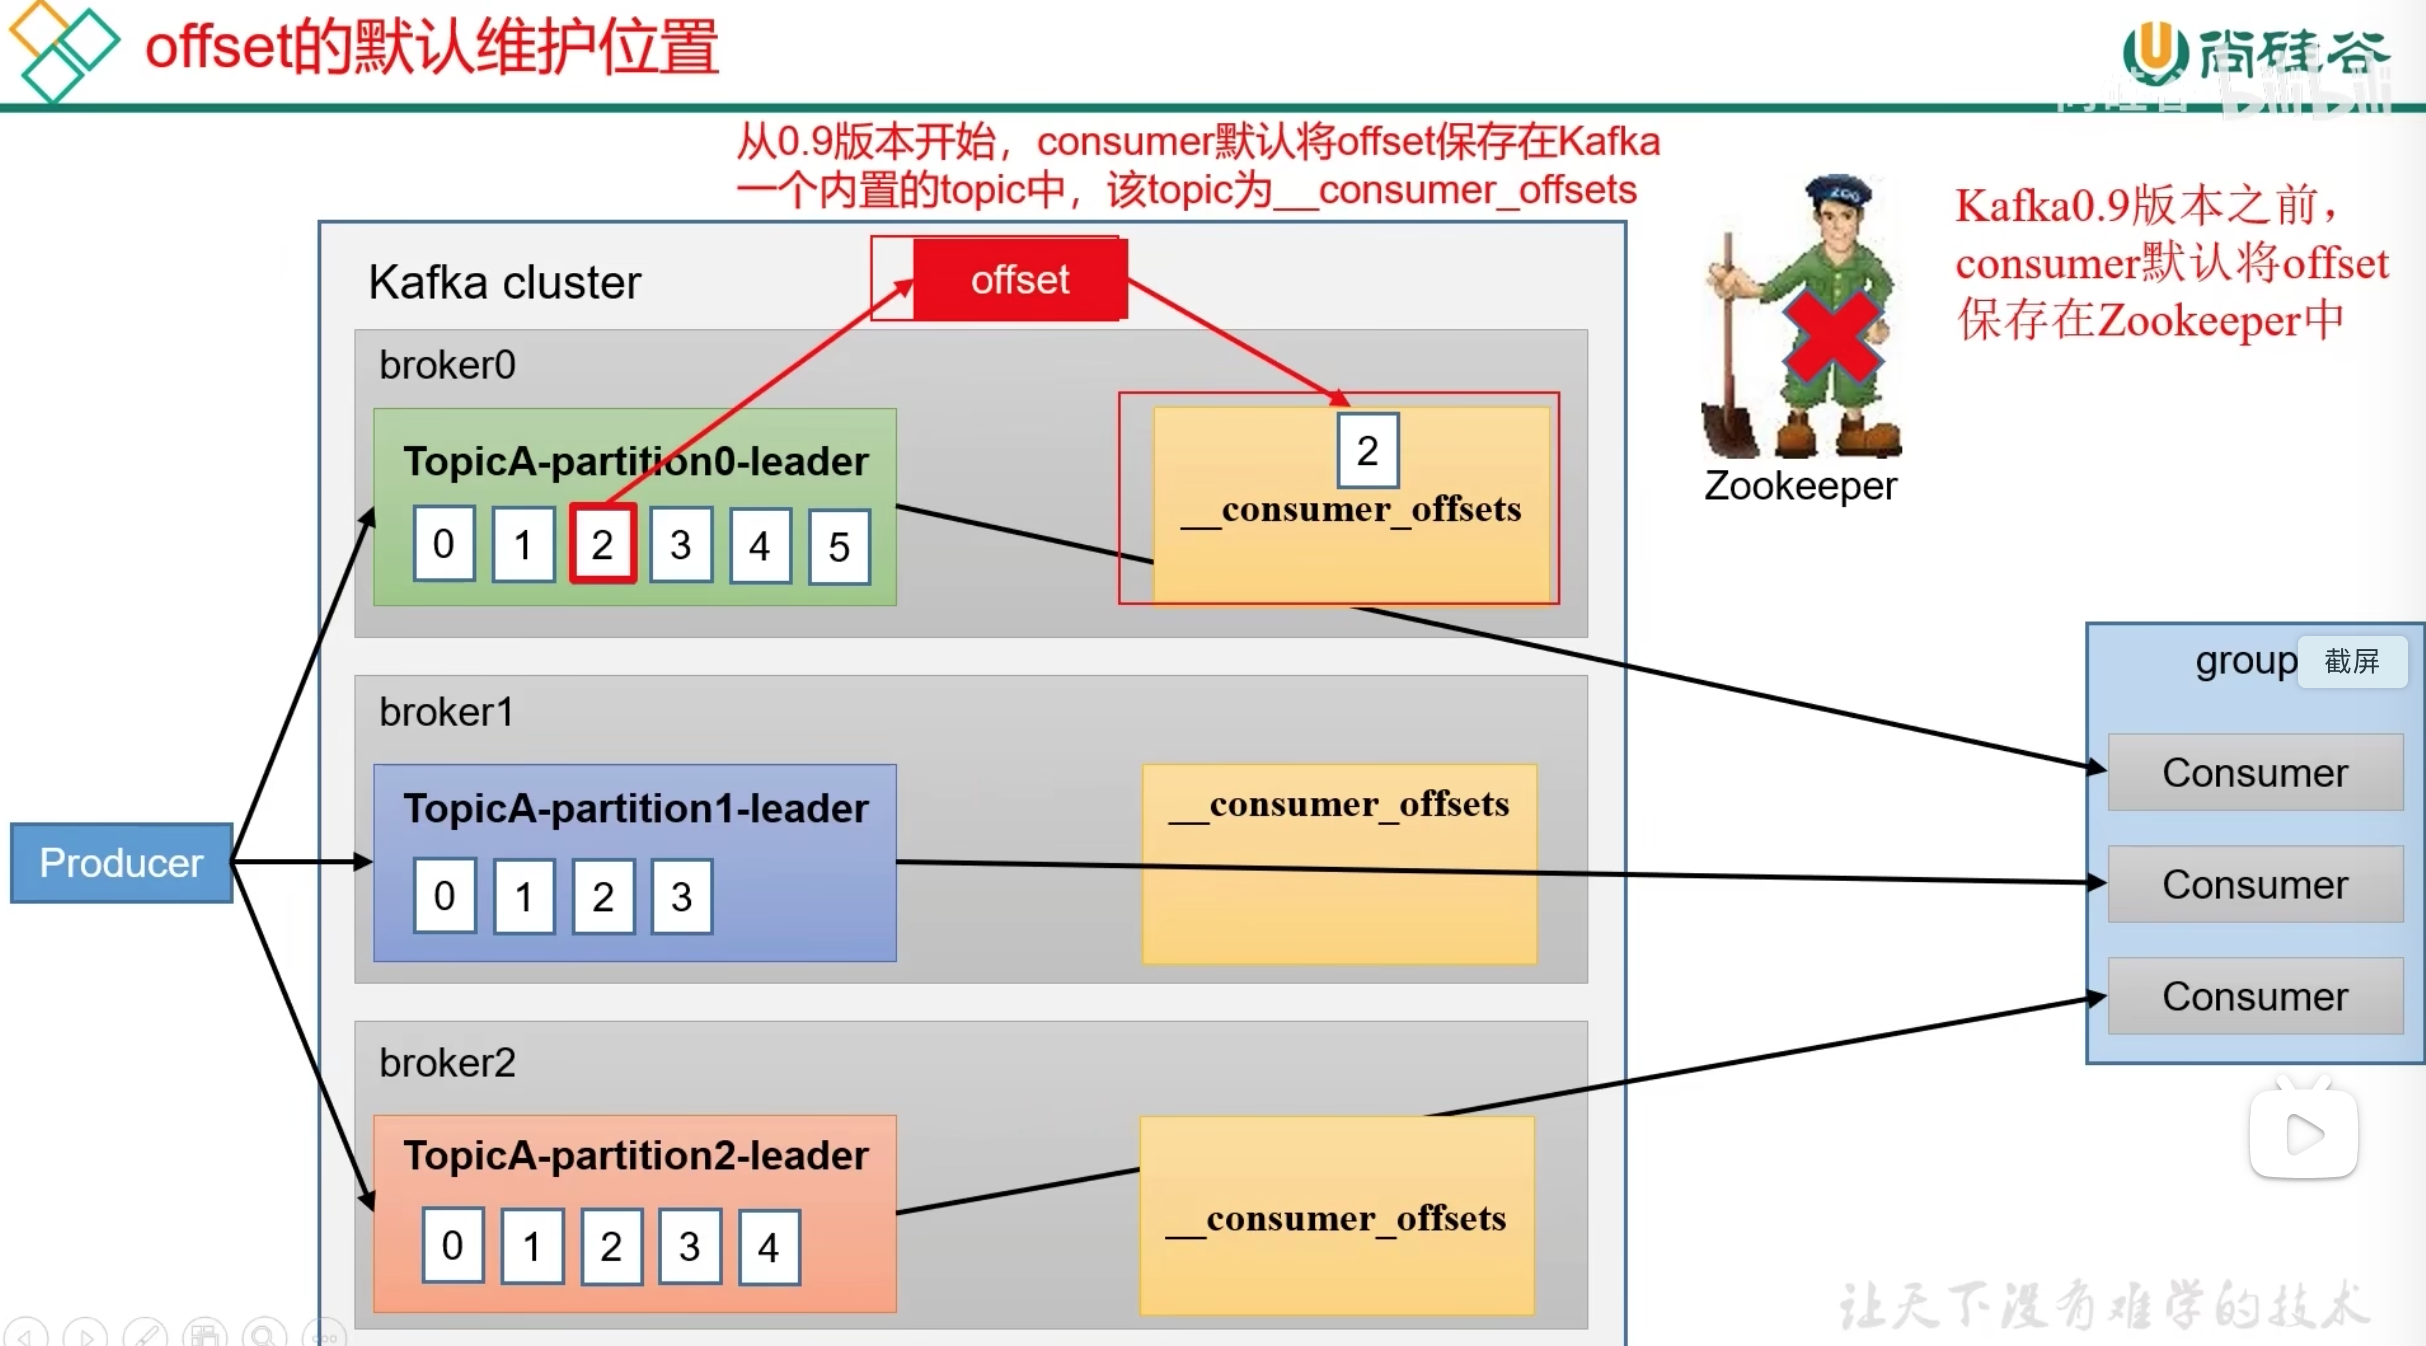 offset的默认维护位置
尚硅谷
bilibili
从0.9版本开始，consumer默认将offset保存在Kafka
一个内置的topic中，该topic为__consumer_offsets
Kafka0.9版本之前，
consumer默认将offset
保存在Zookeeper中
ZOO
Zookeeper
Kafka cluster
offset
broker0
TopicA-partition0-leader
0 1 2 3 4 5
2
__consumer_offsets
broker1
TopicA-partition1-leader
0 1 2 3
__consumer_offsets
broker2
TopicA-partition2-leader
0 1 2 3 4
__consumer_offsets
Producer
group
截屏
Consumer
Consumer
Consumer
让天下没有难学的技术